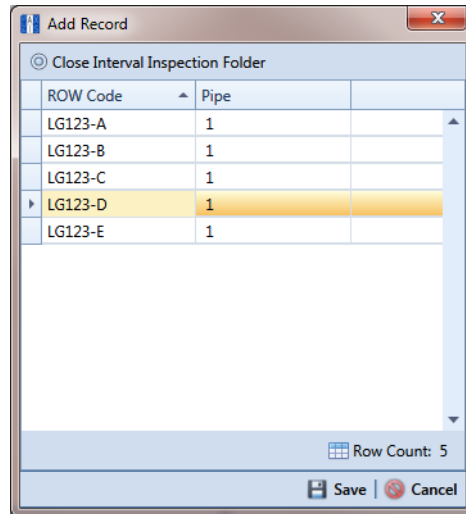 Add Record
Close Interval Inspection Folder
ROW Code Pipe
LG123-A 1
LG123-B 1
LG123-C 1
LG123-D 1
LG123-E 1
Row Count: 5
Save | Cancel